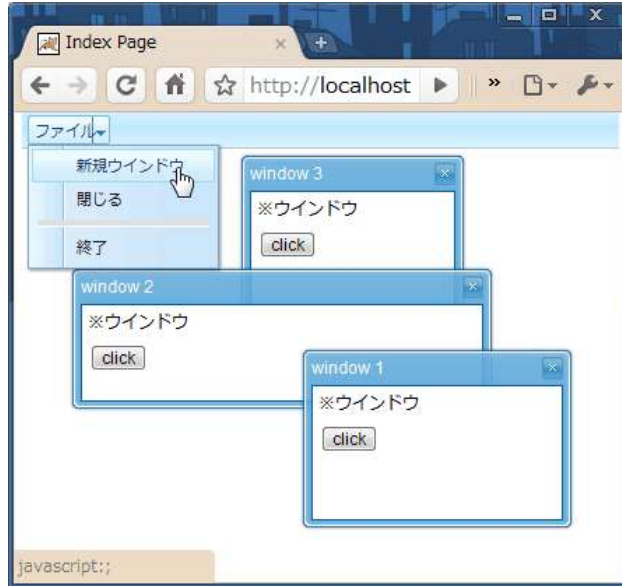 Index Page
http://localhost
ファイル
新規ウインドウ
閉じる
終了
window 3
※ウインドウ
click
window 2
※ウインドウ
click
window 1
※ウインドウ
click
javascript:;